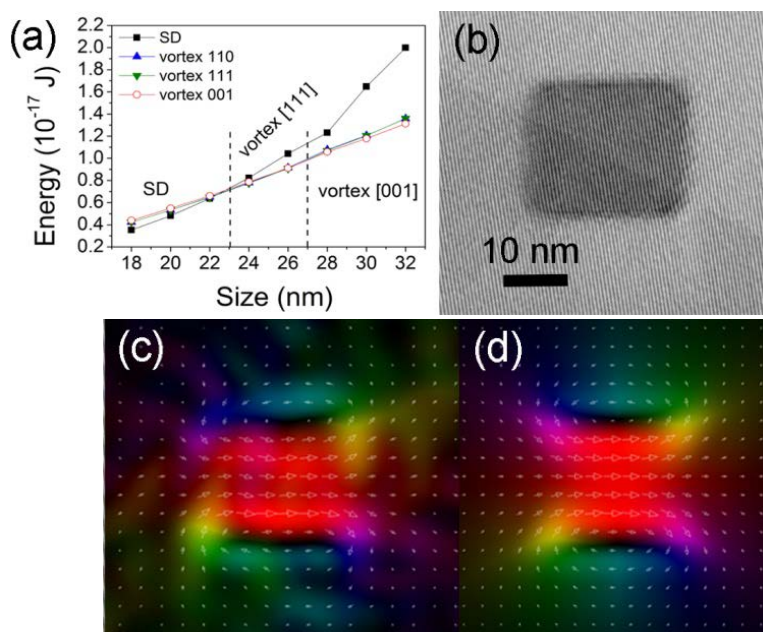 (a)
SD
vortex 110
vortex 111
vortex 001
Energy (10⁻¹⁷ J)
2.0
1.8
1.6
1.4
1.2
1.0
0.8
0.6
0.4
0.2
SD
vortex [111]
vortex [001]
18 20 22 24 26 28 30 32
Size (nm)
(b)
10 nm
(c)
(d)